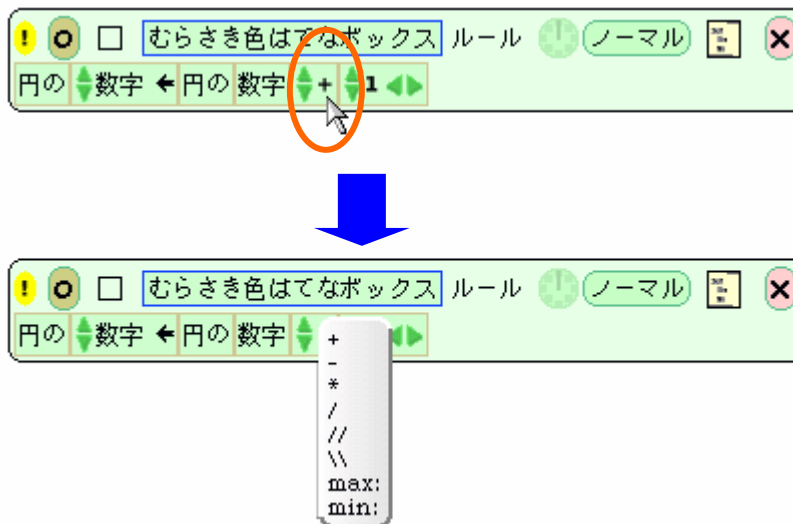 ! o □ むらさき色はてなボックス ルール ノーマル ×
円の 数字 ← 円の 数字 + 1
! o □ むらさき色はてなボックス ルール ノーマル ×
円の 数字 ← 円の 数字
+
-
*
/
//
\\
max:
min: